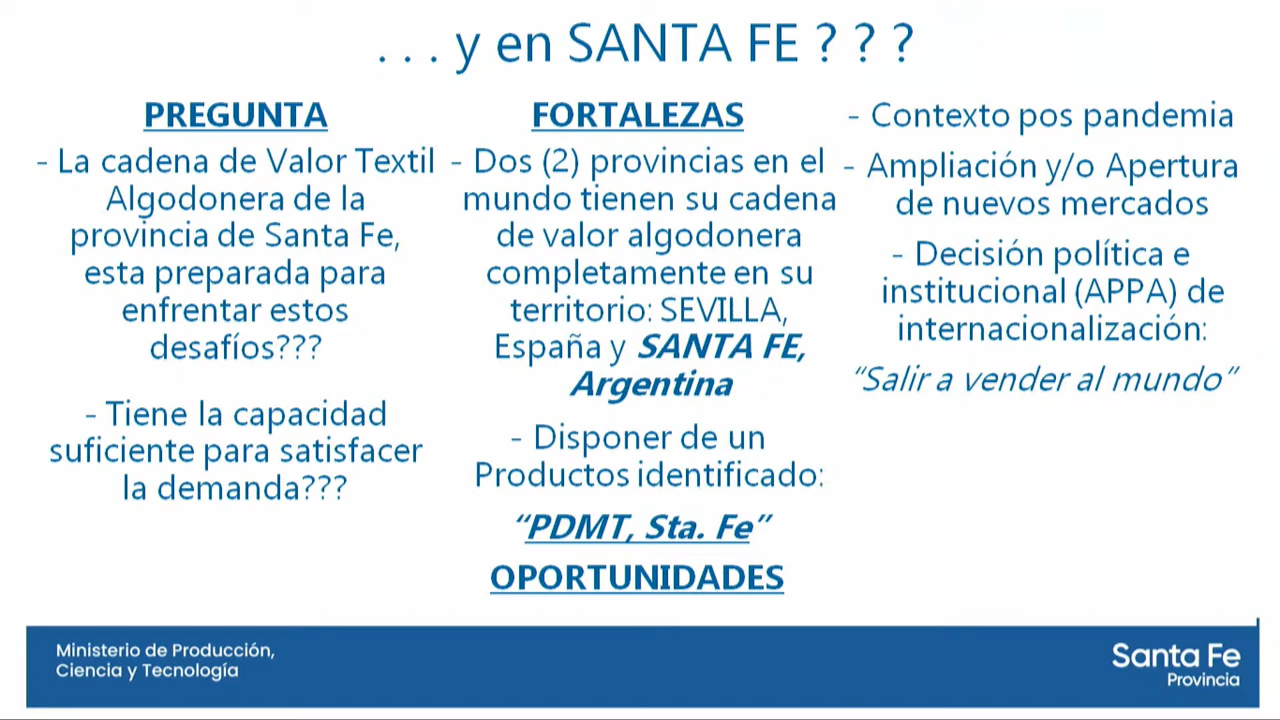 . . . y en SANTA FE ? ? ?
PREGUNTA
- La cadena de Valor Textil
Algodonera de la
provincia de Santa Fe,
esta preparada para
enfrentar estos
desafíos???
- Tiene la capacidad
suficiente para satisfacer
la demanda???
FORTALEZAS
- Dos (2) provincias en el
mundo tienen su cadena
de valor algodonera
completamente en su
territorio: SEVILLA,
España y SANTA FE,
Argentina
- Disponer de un
Productos identificado:
“PDMT, Sta. Fe”
OPORTUNIDADES
- Contexto pos pandemia
- Ampliación y/o Apertura
de nuevos mercados
- Decisión política e
institucional (APPA) de
internacionalización:
“Salir a vender al mundo”
Ministerio de Producción,
Ciencia y Tecnología
Santa Fe
Provincia